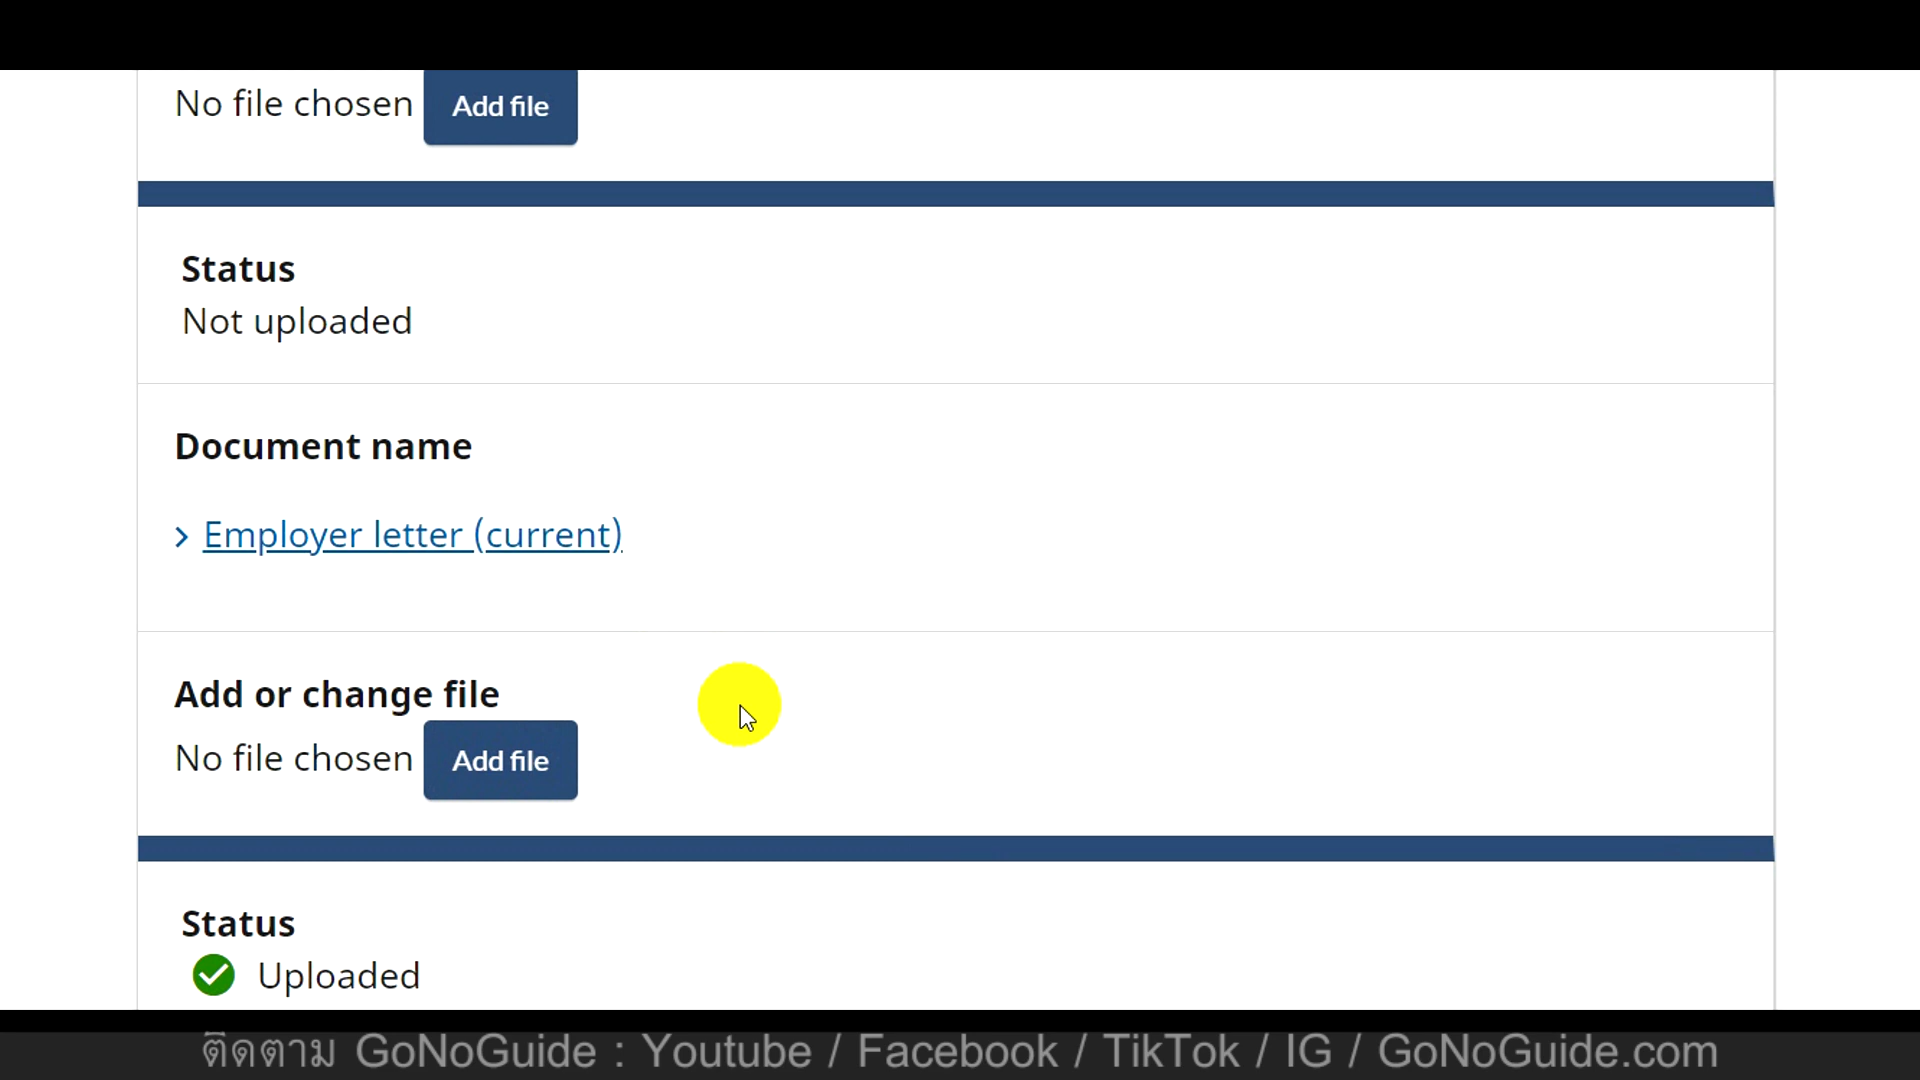 No file chosen Add file
Status
Not uploaded
Document name
Employer letter (current)
Add or change file
No file chosen Add file
Status
Uploaded
ติดตาม GoNoGuide : Youtube / Facebook / TikTok / IG / GoNoGuide.com